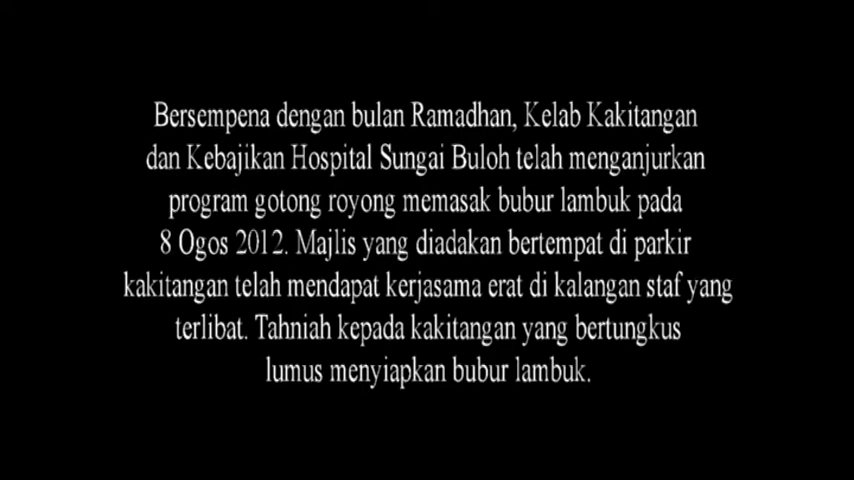 Bersempena dengan bulan Ramadhan, Kelab Kakitangan
dan Kebajikan Hospital Sungai Buloh telah menganjurkan
program gotong royong memasak bubur lambuk pada
8 Ogos 2012. Majlis yang diadakan bertempat di parkir
kakitangan telah mendapat kerjasama erat di kalangan staf yang
terlibat. Tahniah kepada kakitangan yang bertungkus
lumus menyiapkan bubur lambuk.